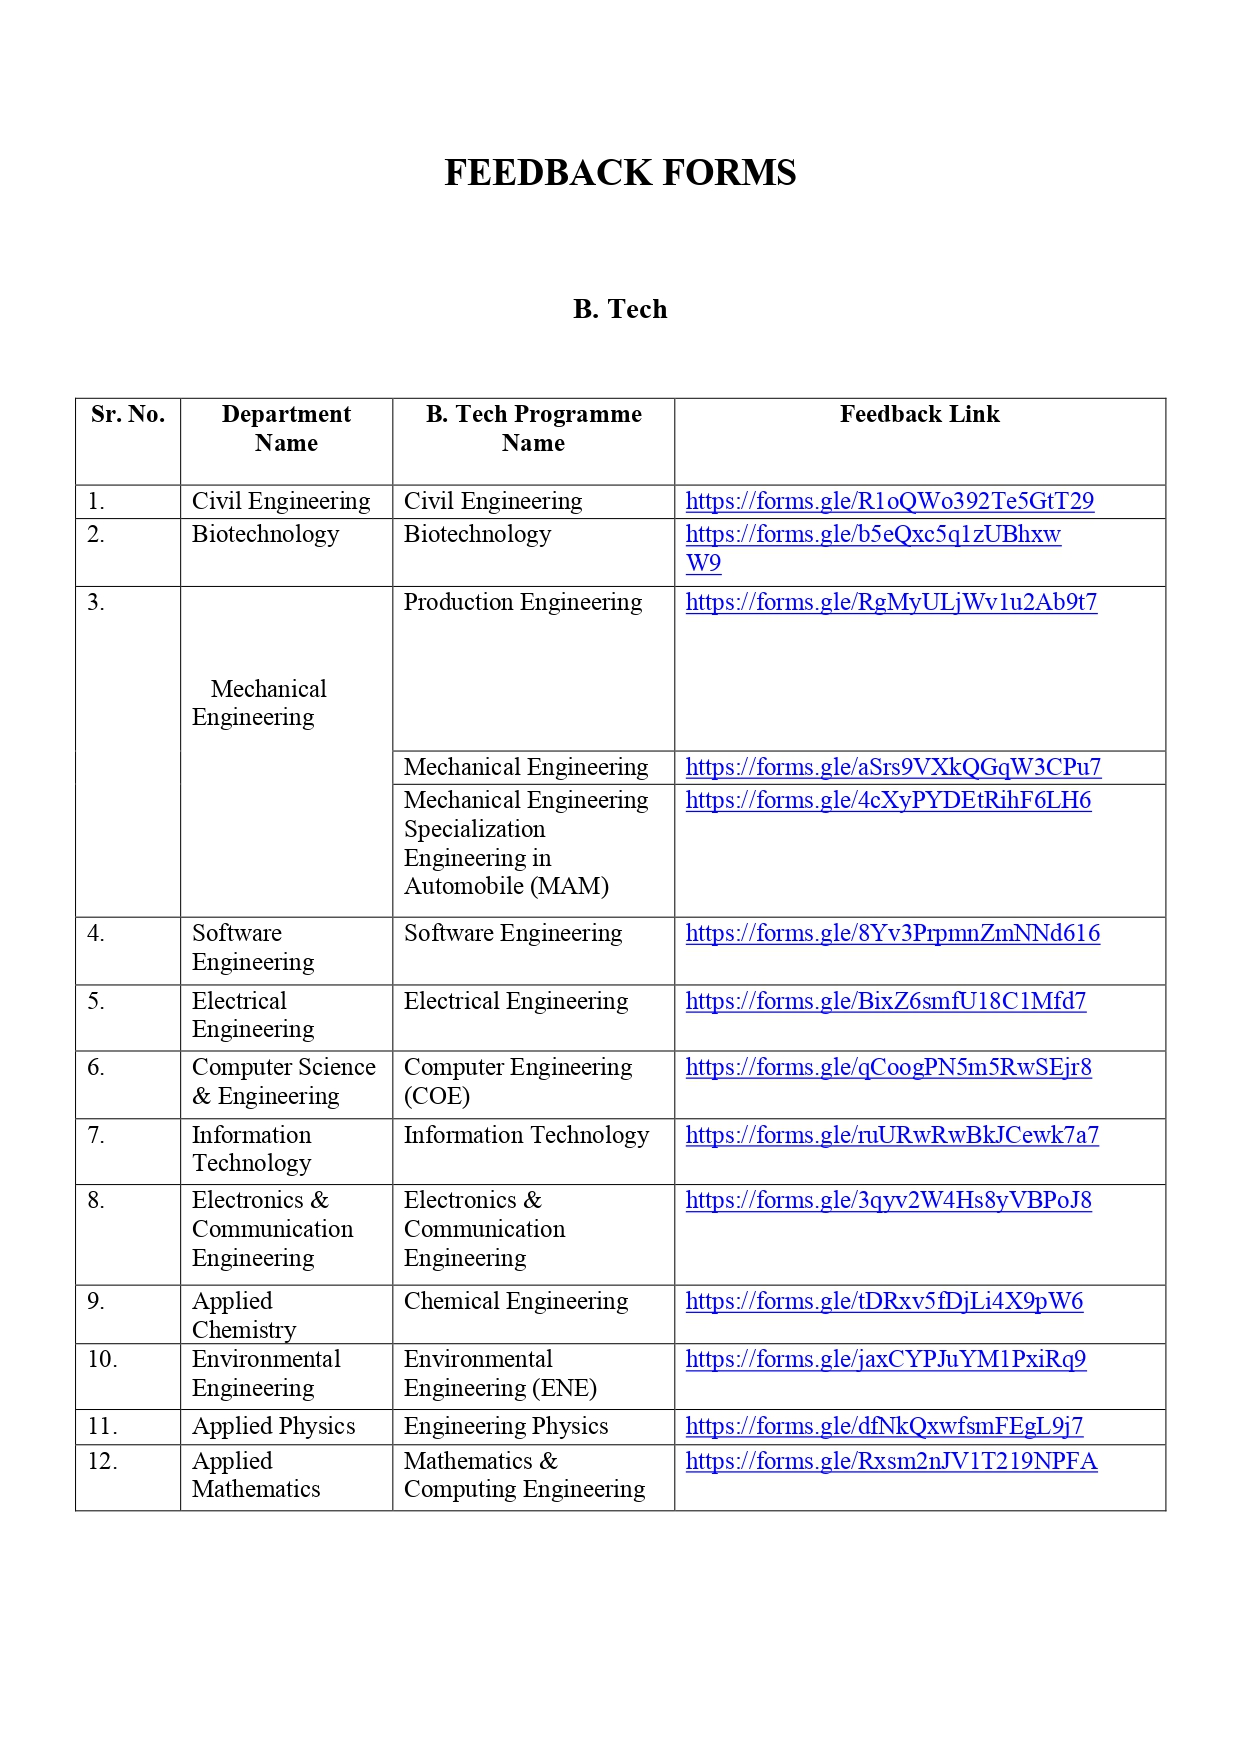 FEEDBACK FORMS
B. Tech
Sr. No. Department B. Tech Programme Feedback Link
Name Name
1. Civil Engineering Civil Engineering https://forms.gle/R1oQWo392Te5GtT29
2. Biotechnology Biotechnology https://forms.gle/b5eQxc5q1zUBhxw
W9
3. Production Engineering https://forms.gle/RgMyULjWv1u2Ab9t7
Mechanical
Engineering
Mechanical Engineering https://forms.gle/aSrs9VXkQGqW3CPu7
Mechanical Engineering https://forms.gle/4cXyPYDEtRihF6LH6
Specialization
Engineering in
Automobile (MAM)
4. Software Software Engineering https://forms.gle/8Yv3PrpmnZmNNd616
Engineering
5. Electrical Electrical Engineering https://forms.gle/BixZ6smfU18C1Mfd7
Engineering
6. Computer Science Computer Engineering https://forms.gle/qCoogPN5m5RwSEjr8
& Engineering (COE)
7. Information Information Technology https://forms.gle/ruURwRwBkJCewk7a7
Technology
8. Electronics & Electronics & https://forms.gle/3qyv2W4Hs8yVBPoJ8
Communication Communication
Engineering Engineering
9. Applied Chemical Engineering https://forms.gle/tDRxv5fDjLi4X9pW6
Chemistry
10. Environmental Environmental https://forms.gle/jaxCYPJuYM1PxiRq9
Engineering Engineering (ENE)
11. Applied Physics Engineering Physics https://forms.gle/dfNkQxwfsmFEgL9j7
12. Applied Mathematics & https://forms.gle/Rxsm2nJV1T219NPFA
Mathematics Computing Engineering